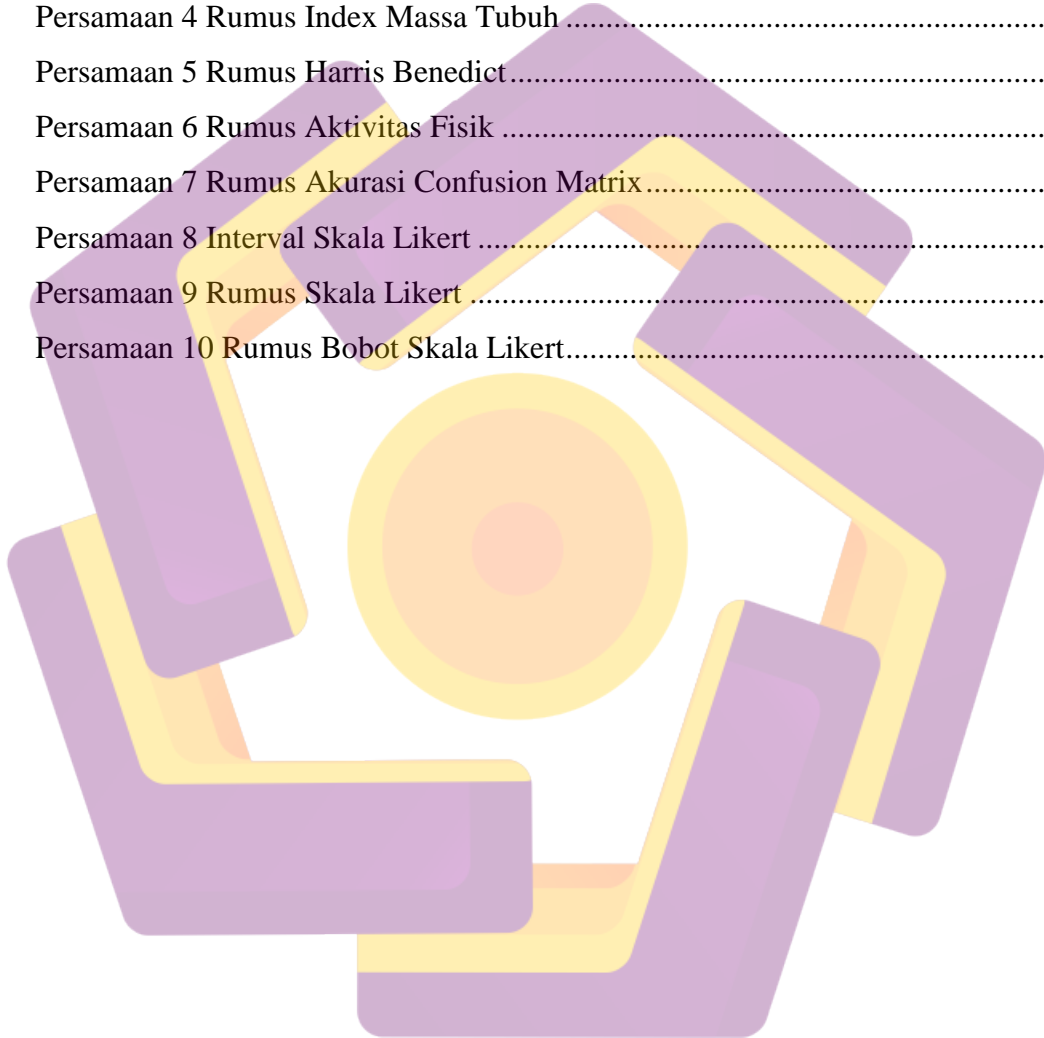 Persamaan 4 Rumus Index Massa Tubuh ..........................................................
Persamaan 5 Rumus Harris Benedict.................................................................
Persamaan 6 Rumus Aktivitas Fisik ..................................................................
Persamaan 7 Rumus Akurasi Confusion Matrix.................................................
Persamaan 8 Interval Skala Likert .....................................................................
Persamaan 9 Rumus Skala Likert .......................................................................
Persamaan 10 Rumus Bobot Skala Likert..........................................................